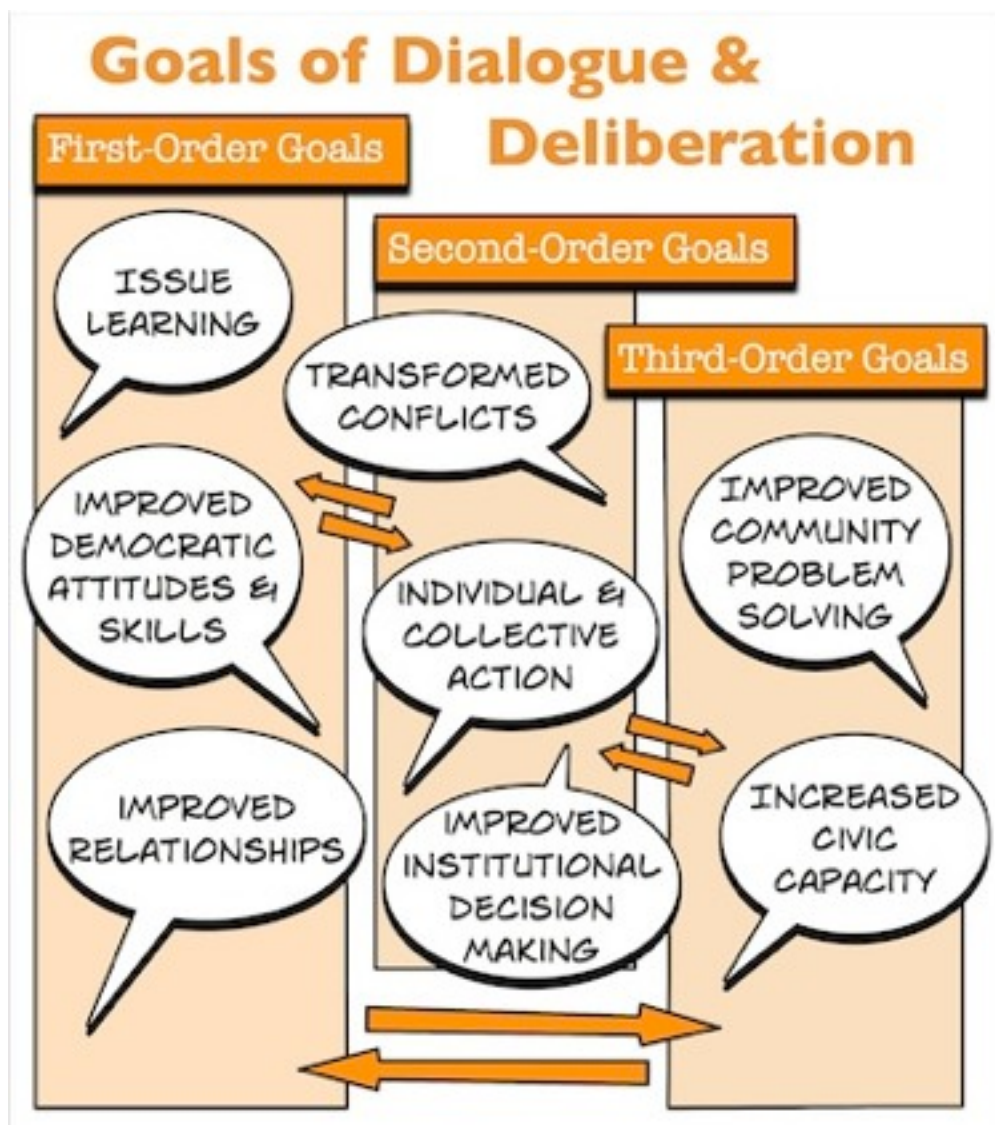 Goals of Dialogue &
Deliberation
First-Order Goals
ISSUE
LEARNING
IMPROVED
DEMOCRATIC
ATTITUDES &
SKILLS
IMPROVED
RELATIONSHIPS
Second-Order Goals
TRANSFORMED
CONFLICTS
INDIVIDUAL &
COLLECTIVE
ACTION
IMPROVED
INSTITUTIONAL
DECISION
MAKING
Third-Order Goals
IMPROVED
COMMUNITY
PROBLEM
SOLVING
INCREASED
CIVIC
CAPACITY